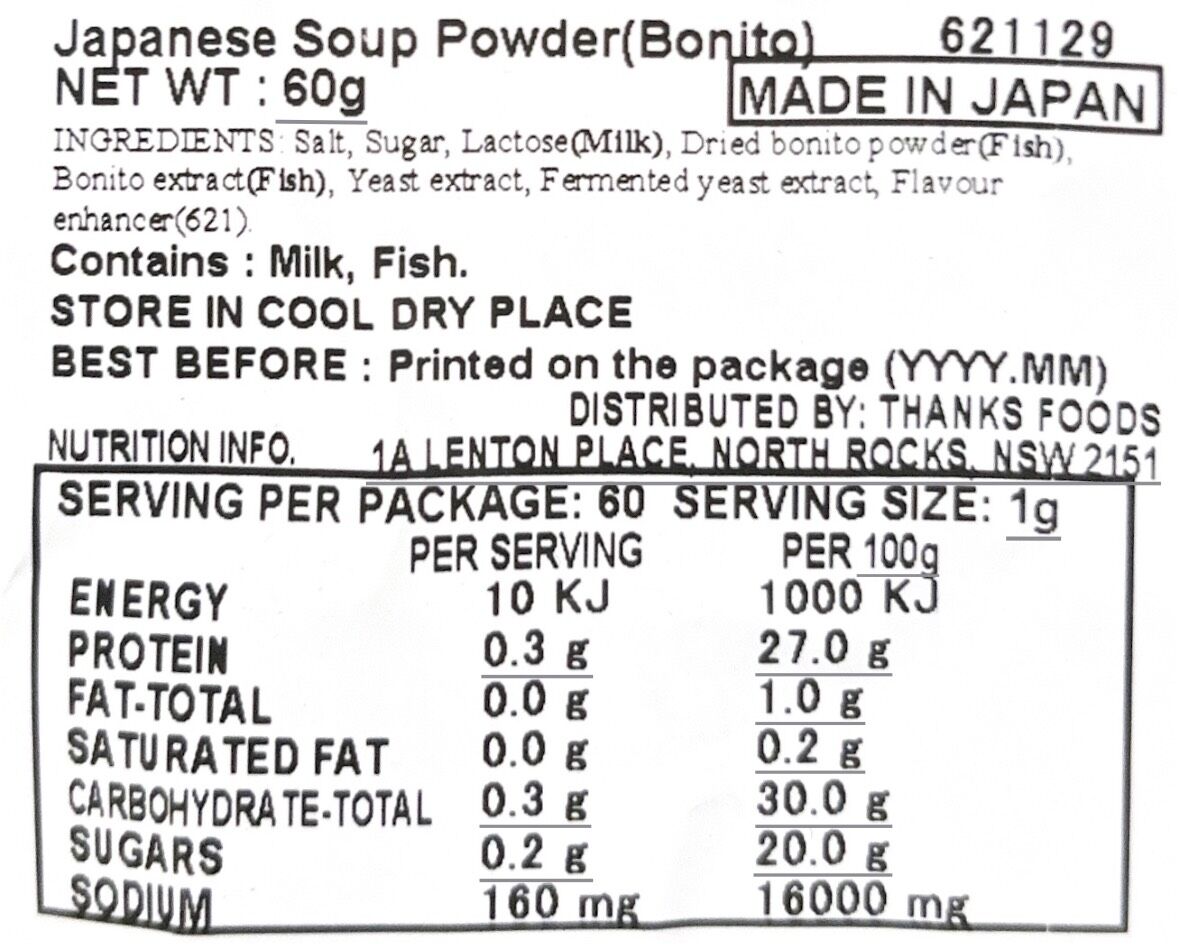 Japanese Soup Powder(Bonito) 621129
NET WT : 60g MADE IN JAPAN
INGREDIENTS: Salt, Sugar, Lactose(Milk), Dried bonito powder(Fish),
Bonito extract(Fish), Yeast extract, Fermented yeast extract, Flavour
enhancer(621).
Contains : Milk, Fish.
STORE IN COOL DRY PLACE
BEST BEFORE : Printed on the package (YYYY.MM)
DISTRIBUTED BY: THANKS FOODS
NUTRITION INFO. 1A LENTON PLACE, NORTH ROCKS, NSW 2151
SERVING PER PACKAGE: 60 SERVING SIZE: 1g
PER SERVING PER 100g
ENERGY 10 KJ 1000 KJ
PROTEIN 0.3 g 27.0 g
FAT-TOTAL 0.0 g 1.0 g
SATURATED FAT 0.0 g 0.2 g
CARBOHYDRATE-TOTAL 0.3 g 30.0 g
SUGARS 0.2 g 20.0 g
SODIUM 160 mg 16000 mg